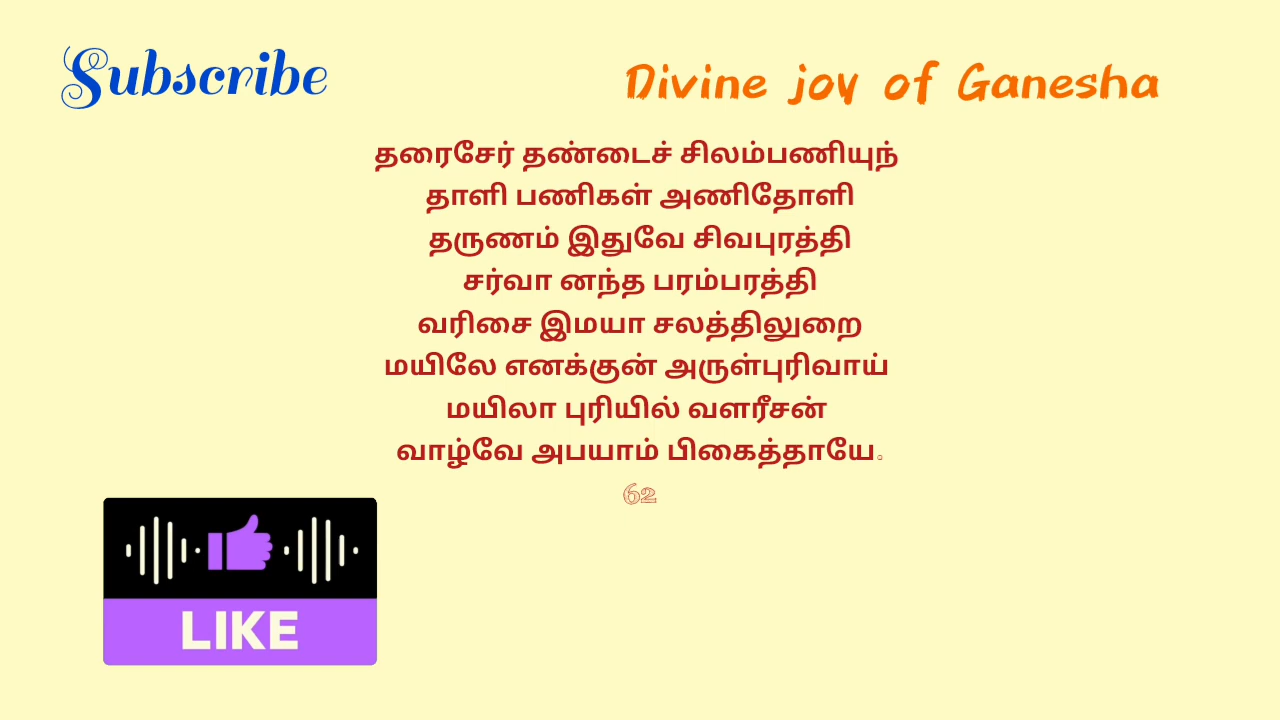 Subscribe
Divine joy of Ganesha
தரைசேர் தண்டைச் சிலம்பணியுந்
தாளி பணிகள் அணிதோளி
தருணம் இதுவே சிவபுரத்தி
சர்வா னந்த பரம்பரத்தி
வரிசை இமயா சலத்திலுறை
மயிலே எனக்குன் அருள்புரிவாய்
மயிலா புரியில் வளரீசன்
வாழ்வே அபயாம் பிகைத்தாயே.
62
LIKE